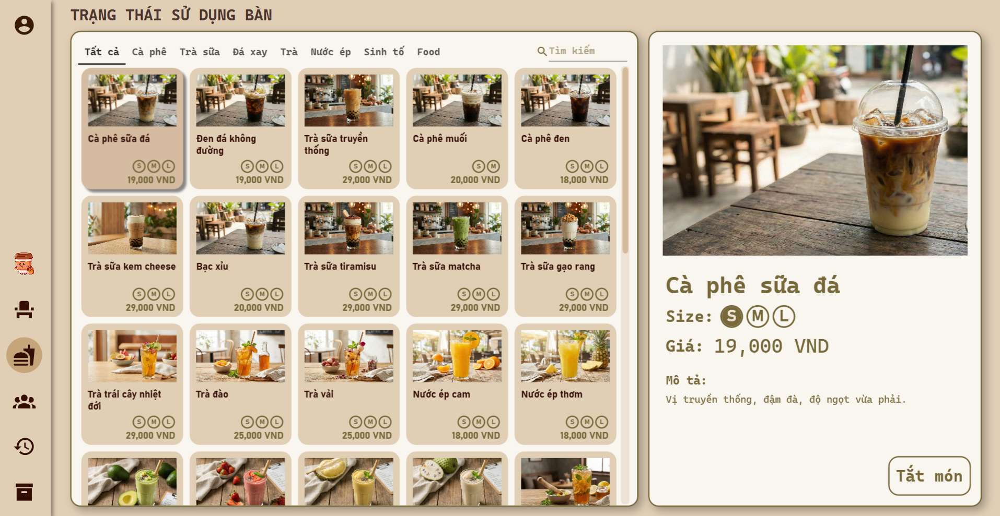 TRẠNG THÁI SỬ DỤNG BÀN
Tất cả Cà phê Trà sữa Đá xay Trà Nước ép Sinh tố Food
Tìm kiếm
Cà phê sữa đá
S M L
19,000 VND
Đen đá không
đường
S M L
19,000 VND
Trà sữa truyền
thống
S M L
29,000 VND
Cà phê muối
S M
20,000 VND
Cà phê đen
S M L
18,000 VND
Trà sữa kem cheese
S M L
29,000 VND
Bạc xỉu
S M L
20,000 VND
Trà sữa tiramisu
S M L
29,000 VND
Trà sữa matcha
S M L
29,000 VND
Trà sữa gạo rang
S M L
29,000 VND
Trà trái cây nhiệt
đới
S M L
29,000 VND
Trà đào
S M L
25,000 VND
Trà vải
S M L
25,000 VND
Nước ép cam
S M L
18,000 VND
Nước ép thơm
S M L
18,000 VND
Cà phê sữa đá
Size: S M L
Giá: 19,000 VND
Mô tả:
Vị truyền thống, đậm đà, độ ngọt vừa phải.
Tắt món